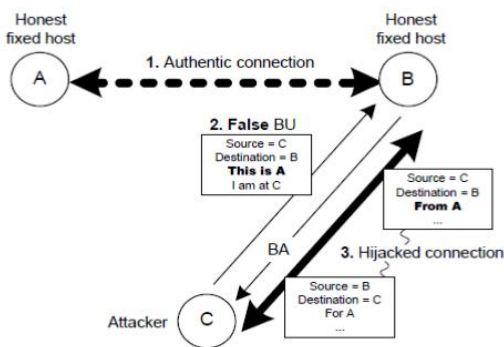 Honest
fixed host
Honest
fixed host
A
1. Authentic connection
B
2. False BU
Source = C
Destination = B
This is A
I am at C
Source = C
Destination = B
From A
...
BA
3. Hijacked connection
Source = B
Destination = C
For A
...
Attacker
C